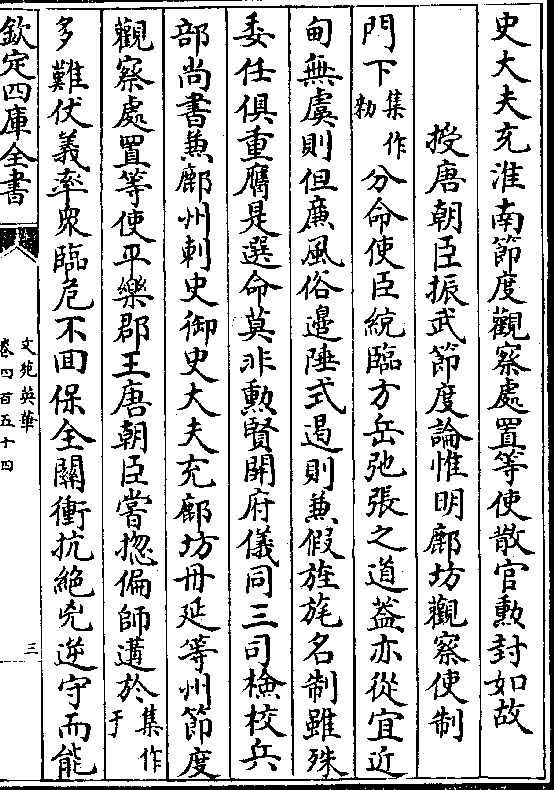 史大夫充淮南節度觀察處置等使散官勲封如故
授唐朝臣振武節度論惟明鄜坊觀察使制
門下集作勑分命使臣統臨方岳弛張之道葢亦從宜近
甸無虞則但㢘風俗邊陲式遏則兼假旌旄名制雖殊
委任俱重膺是選命莫非勲賢開府儀同三司檢校兵
部尚書兼鄜州刺史御史大夫充鄜坊丹延等州節度
觀察處置等使平樂郡王唐朝臣嘗揔偏師遘於集作于
多難伏義率衆臨危不回保全關衝抗絶兇逆守而能
欽定四庫全書
文苑英華
卷四百五十四
三